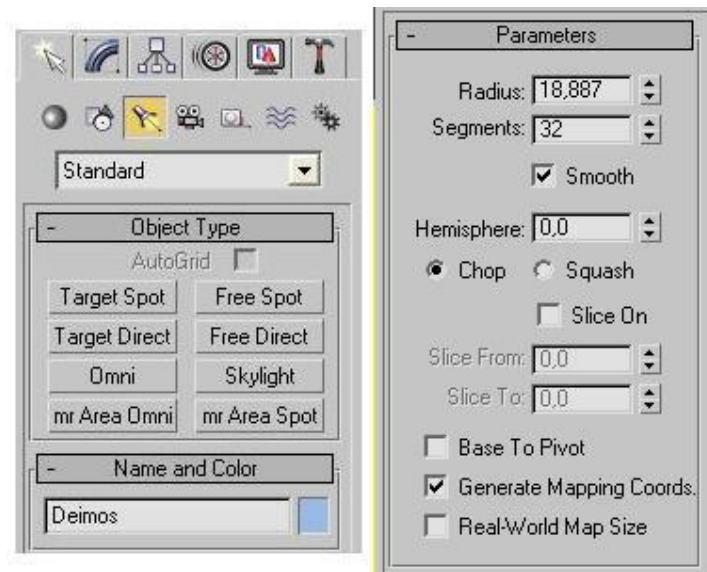 Standard
- Object Type
AutoGrid
Target Spot Free Spot
Target Direct Free Direct
Omni Skylight
mr Area Omni mr Area Spot
- Name and Color
Deimos
- Parameters
Radius: 18,887
Segments: 32
Smooth
Hemisphere: 0,0
Chop Squash
Slice On
Slice From: 0,0
Slice To: 0,0
Base To Pivot
Generate Mapping Coords.
Real-World Map Size